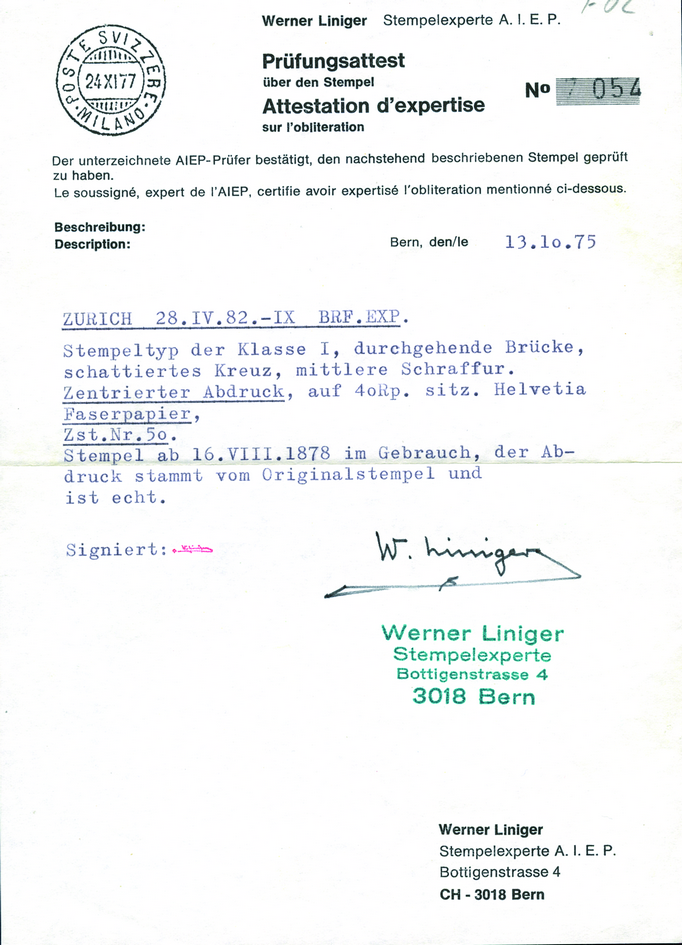 Werner Liniger Stempelexperte A. I. E. P.
POSTE SVIZZERE
24 XI 77
MILANO
Prüfungsattest
über den Stempel
Attestation d'expertise
sur l'obliteration
No 7 054
Der unterzeichnete AIEP-Prüfer bestätigt, den nachstehend beschriebenen Stempel geprüft
zu haben.
Le soussigné, expert de l'AIEP, certifie avoir expertisé l'obliteration mentionné ci-dessous.
Beschreibung:
Description:
Bern, den/le 13.1o.75
ZURICH 28.IV.82.-IX BRF.EXP.
Stempeltyp der Klasse I, durchgehende Brücke,
schattiertes Kreuz, mittlere Schraffur.
Zentrierter Abdruck, auf 4oRp. sitz. Helvetia
Faserpapier,
Zst.Nr.5o.
Stempel ab 16.VIII.1878 im Gebrauch, der Ab-
druck stammt vom Originalstempel und
ist echt.
Signiert:
W. Liniger
Werner Liniger
Stempelexperte
Bottigenstrasse 4
3018 Bern
Werner Liniger
Stempelexperte A. I. E. P.
Bottigenstrasse 4
CH - 3018 Bern